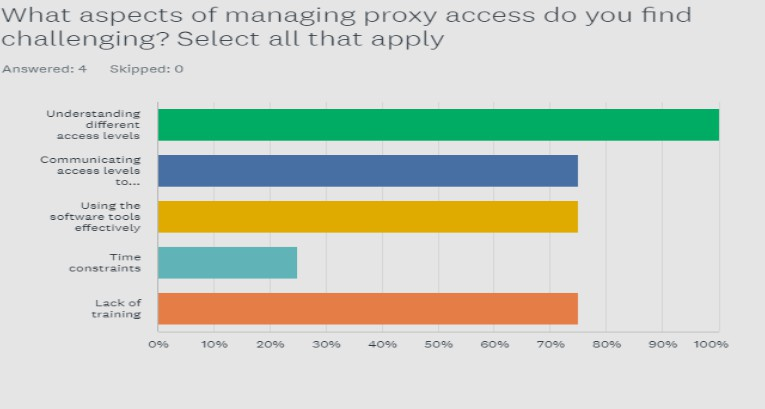 What aspects of managing proxy access do you find
challenging? Select all that apply
Answered: 4 Skipped: 0
Understanding
different
access levels
Communicating
access levels
to...
Using the
software tools
effectively
Time
constraints
Lack of
training
0% 10% 20% 30% 40% 50% 60% 70% 80% 90% 100%